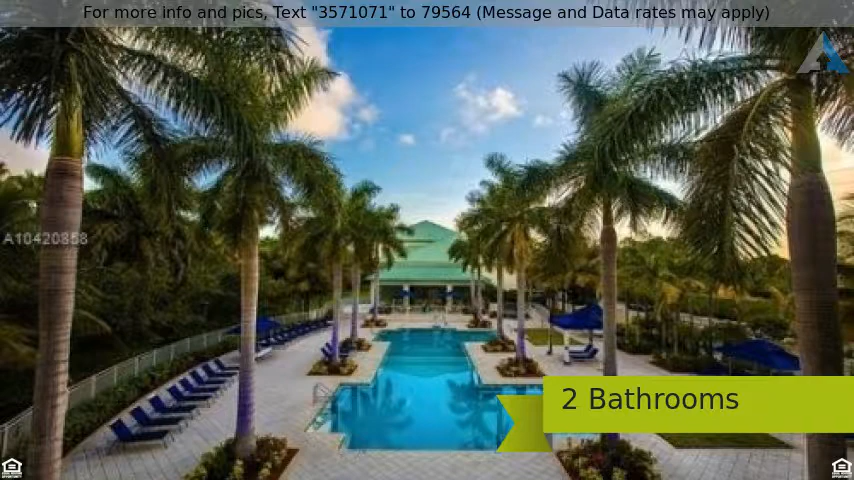 For more info and pics, Text "3571071" to 79564 (Message and Data rates may apply)
A10420858
2 Bathrooms